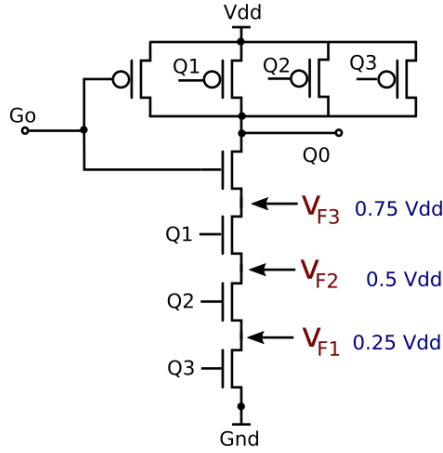 Vdd
Q1 Q2 Q3
Go
Q0
VF3 0.75 Vdd
Q1
VF2 0.5 Vdd
Q2
VF1 0.25 Vdd
Q3
Gnd